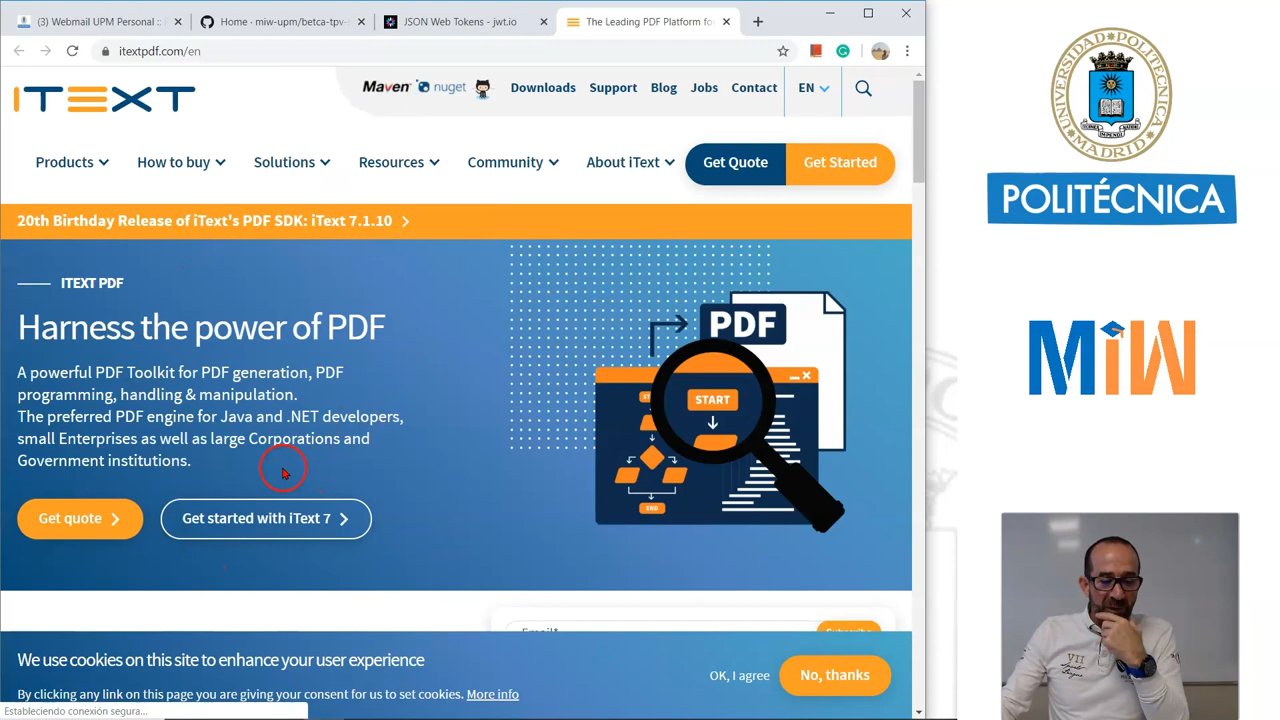 (3) Webmail UPM Personal ::
Home · miw-upm/betca-tpv-
JSON Web Tokens - jwt.io
The Leading PDF Platform fo
itextpdf.com/en
iTEXT
Maven
nuget
Downloads
Support
Blog
Jobs
Contact
EN
Products
How to buy
Solutions
Resources
Community
About iText
Get Quote
Get Started
20th Birthday Release of iText's PDF SDK: iText 7.1.10
ITEXT PDF
Harness the power of PDF
A powerful PDF Toolkit for PDF generation, PDF
programming, handling & manipulation.
The preferred PDF engine for Java and .NET developers,
small Enterprises as well as large Corporations and
Government institutions.
Get quote
Get started with iText 7
PDF
START
END
Email*
Subscribe
We use cookies on this site to enhance your user experience
By clicking any link on this page you are giving your consent for us to set cookies. More info
OK, I agree
No, thanks
Estableciendo conexión segura...
UNIVERSIDAD POLITÉCNICA
MADRID
POLITÉCNICA
MiW
VII